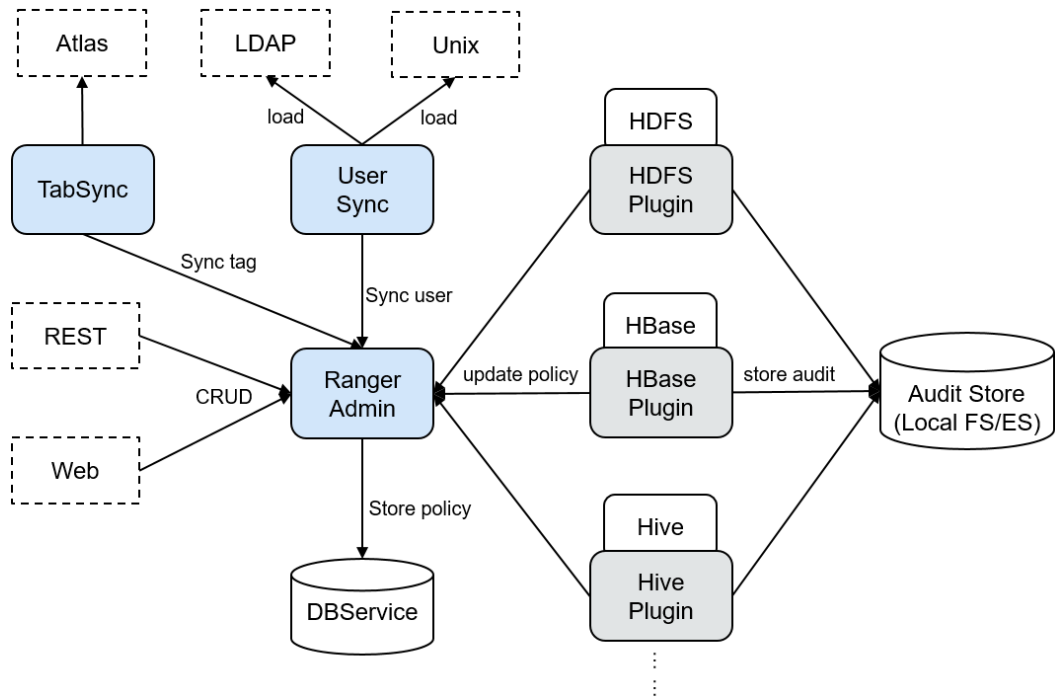 Atlas
LDAP
Unix
load
load
HDFS
TabSync
User
Sync
HDFS
Plugin
Sync tag
Sync user
REST
HBase
CRUD
Ranger
Admin
update policy
HBase
Plugin
store audit
Audit Store
(Local FS/ES)
Web
Store policy
Hive
DBService
Hive
Plugin